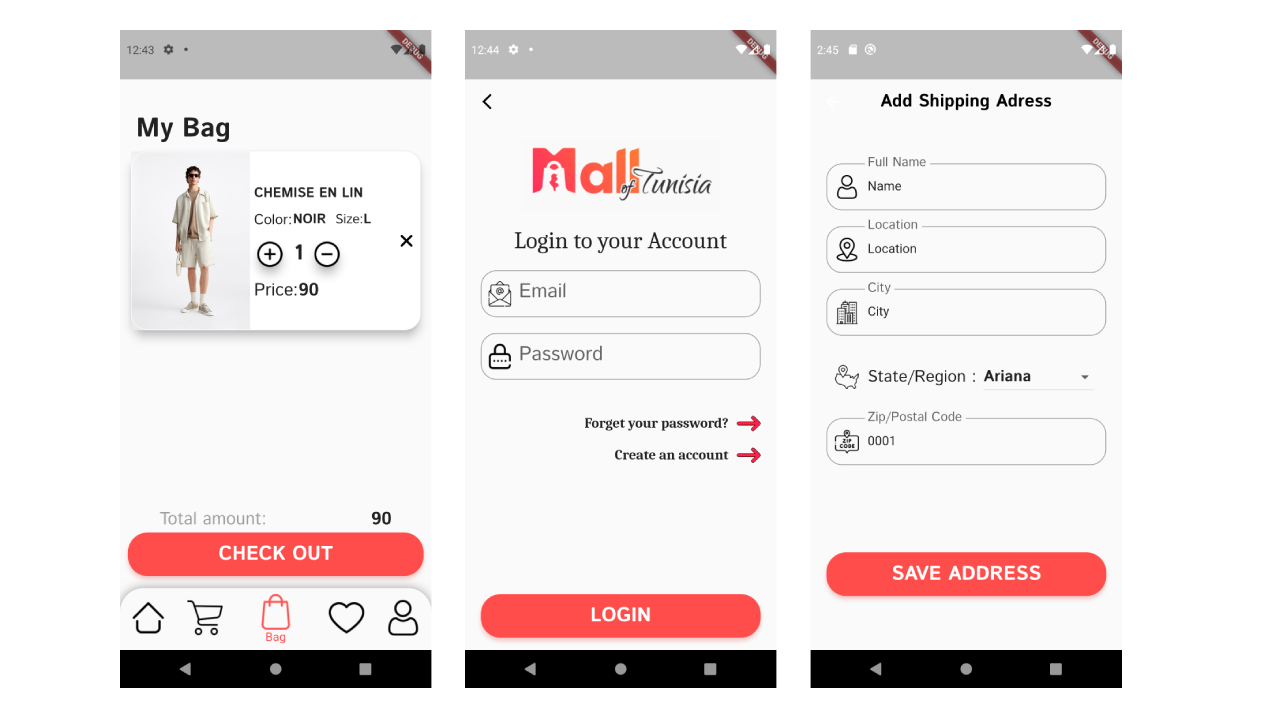 12:43
DEBUG
My Bag
CHEMISE EN LIN
Color:NOIR Size:L
1
Price:90
Total amount: 90
CHECK OUT
Bag
12:44
DEBUG
Mall
of Tunisia
Login to your Account
Email
Password
Forget your password?
Create an account
LOGIN
2:45
DEBUG
Add Shipping Adress
Full Name
Name
Location
Location
City
City
State/Region : Ariana
Zip/Postal Code
ZIP
CODE
0001
SAVE ADDRESS